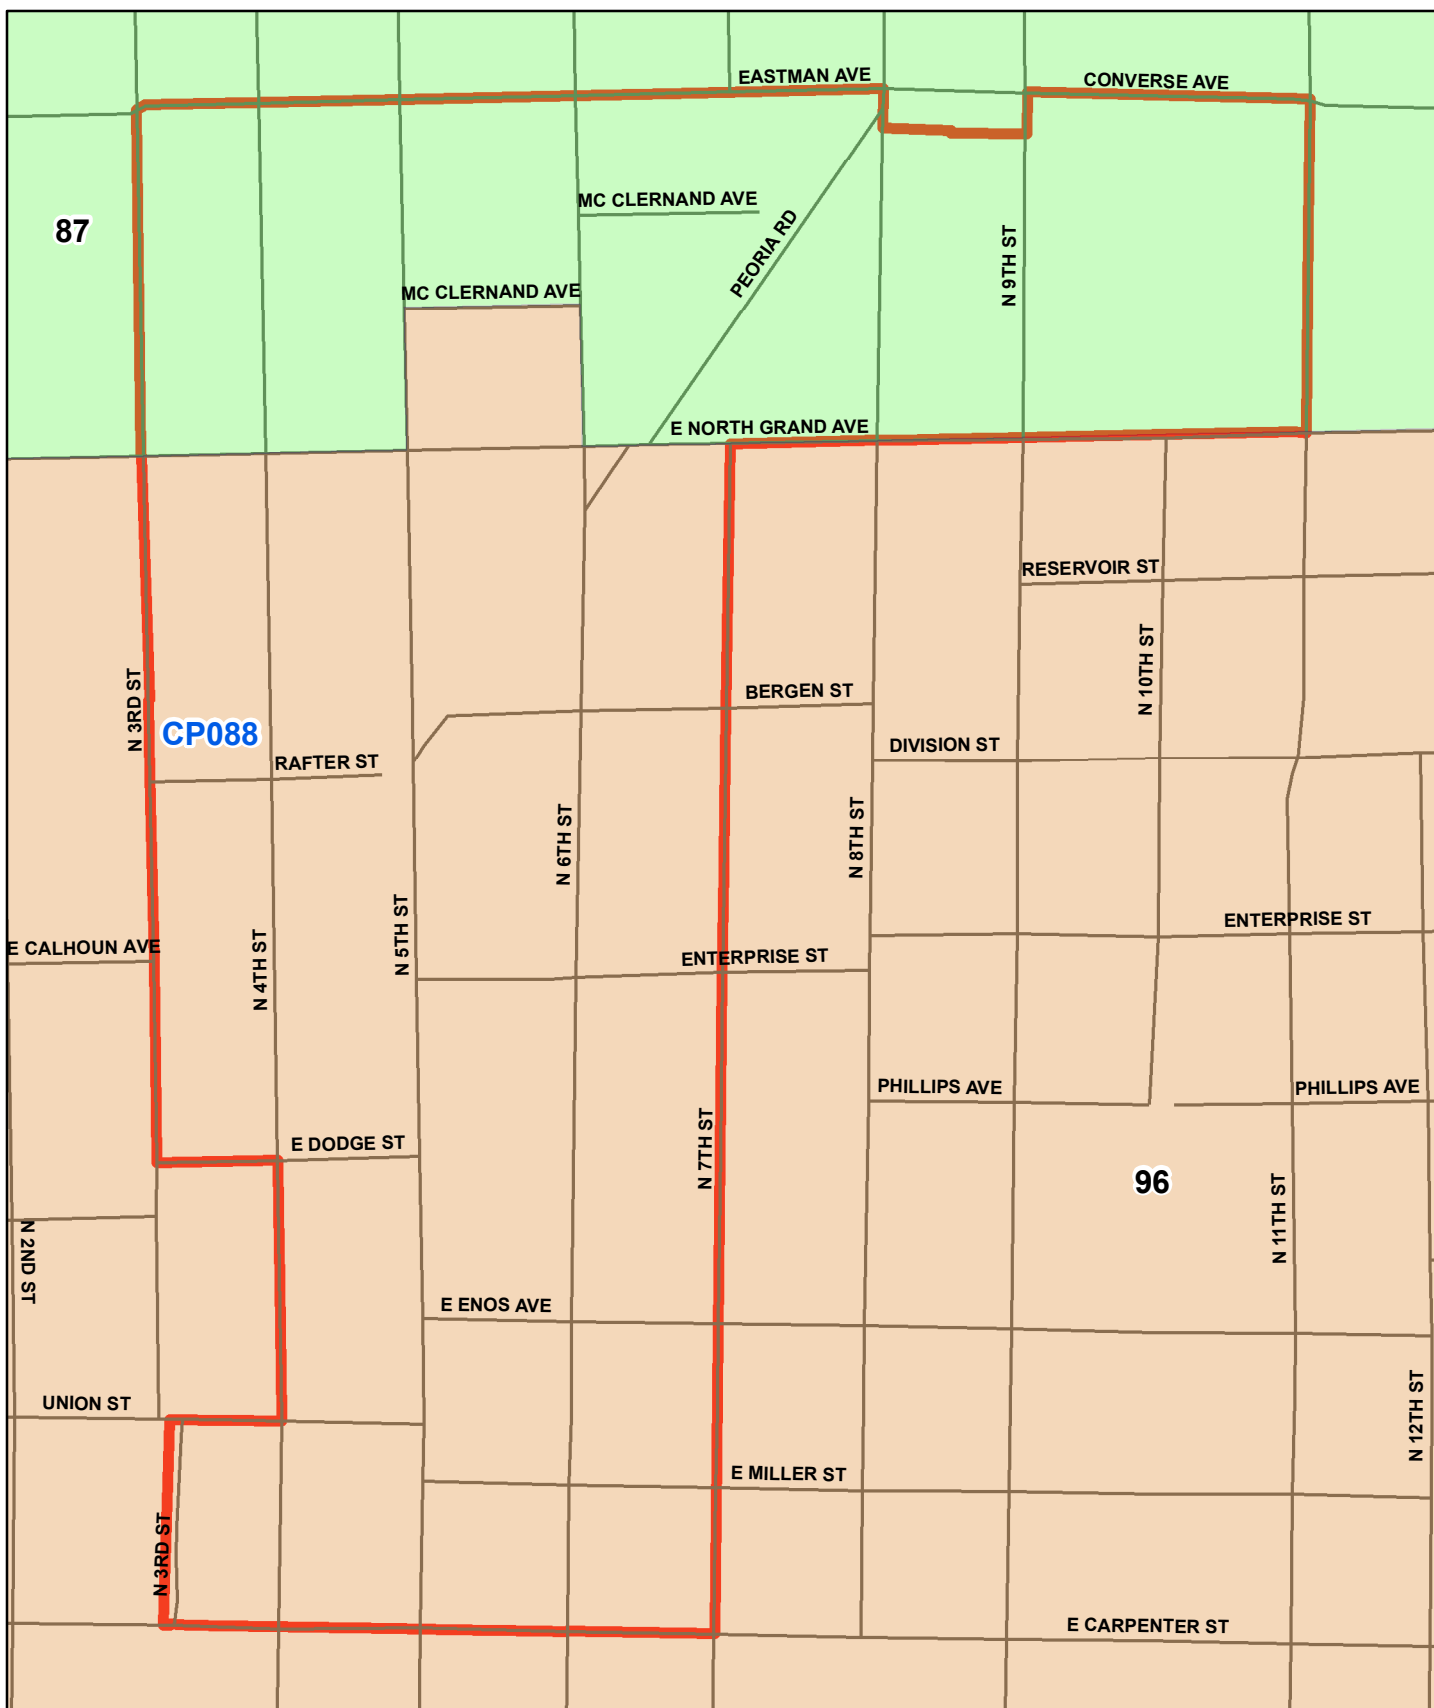 EASTMAN AVE
CONVERSE AVE
MC CLERNAND AVE
87
PEORIA RD
N 9TH ST
MC CLERNAND AVE
E NORTH GRAND AVE
RESERVOIR ST
N 10TH ST
N 3RD ST
BERGEN ST
CP088
DIVISION ST
RAFTER ST
N 6TH ST
N 8TH ST
ENTERPRISE ST
N 5TH ST
E CALHOUN AVE
ENTERPRISE ST
N 4TH ST
PHILLIPS AVE
PHILLIPS AVE
E DODGE ST
N 7TH ST
96
N 11TH ST
N 2ND ST
E ENOS AVE
UNION ST
N 12TH ST
E MILLER ST
N 3RD ST
E CARPENTER ST